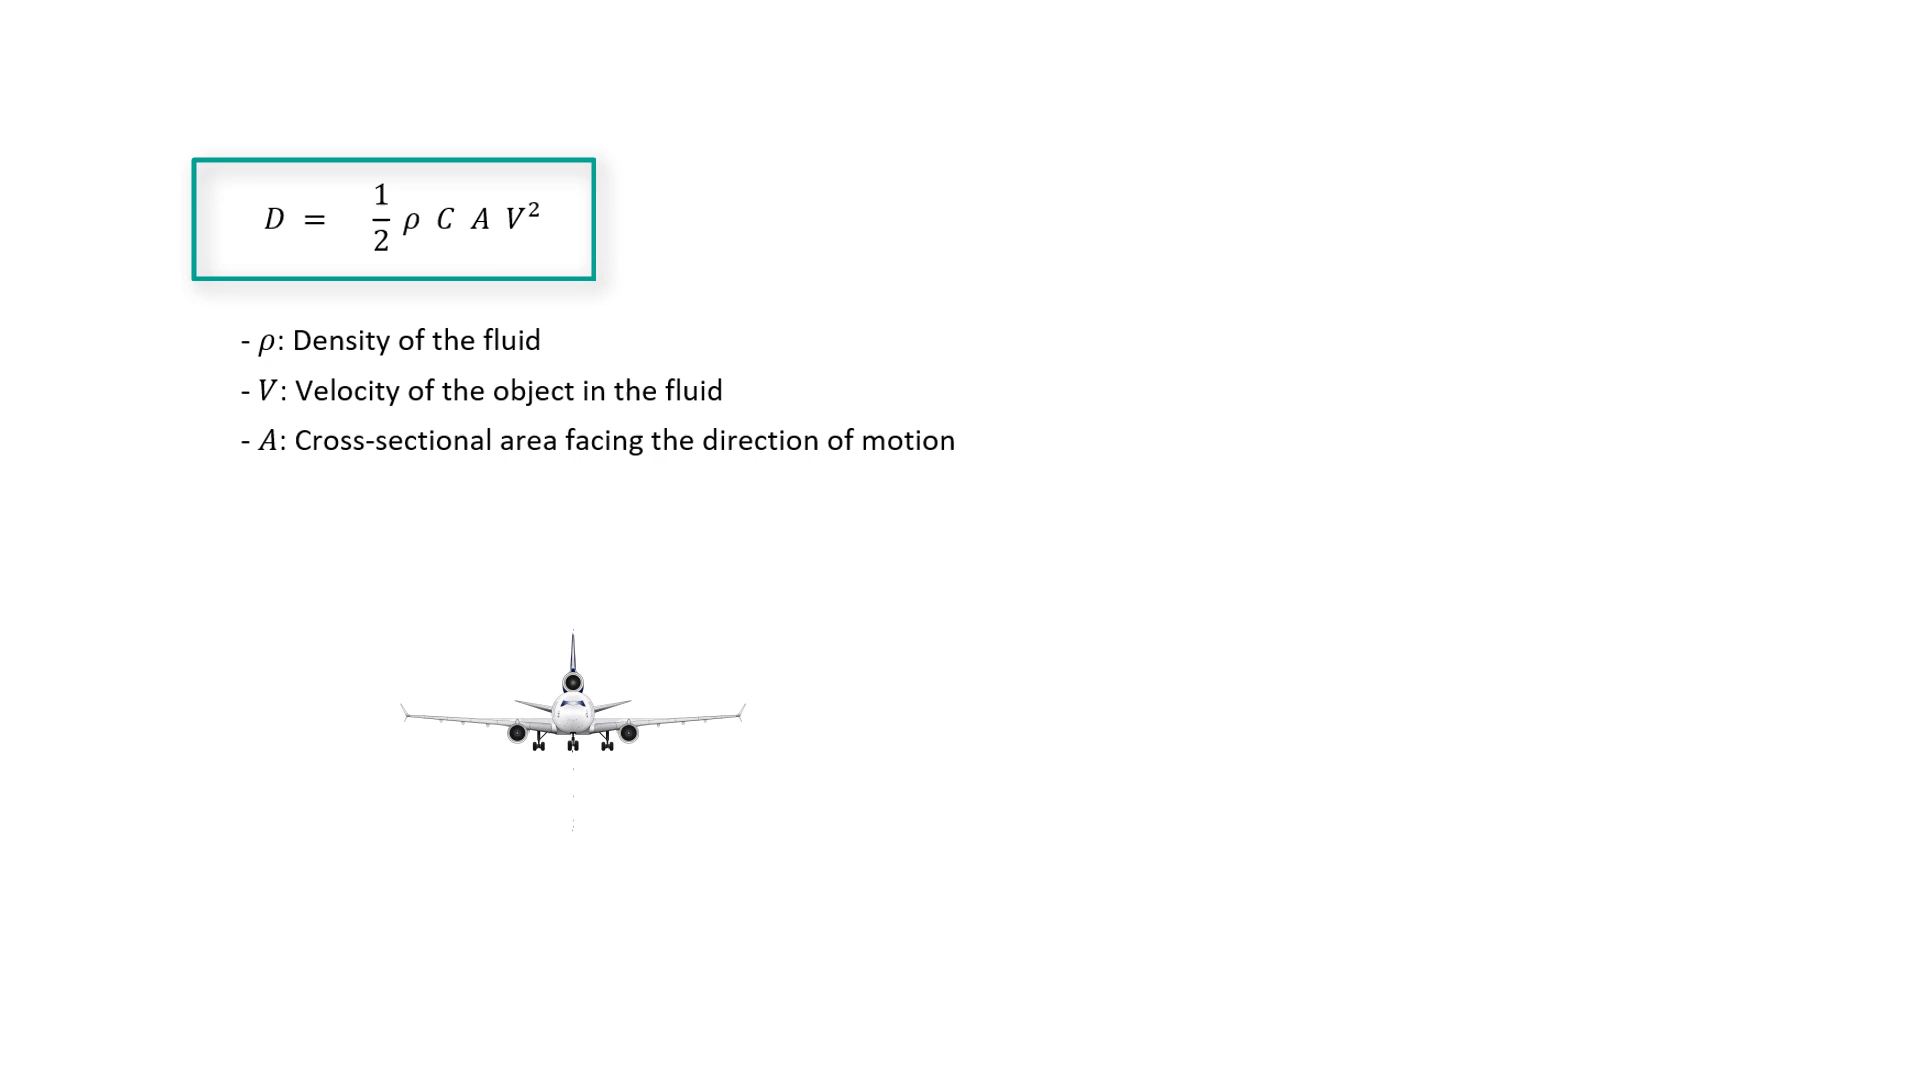 D = 1/2 ρ C A V²
- ρ: Density of the fluid
- V: Velocity of the object in the fluid
- A: Cross-sectional area facing the direction of motion